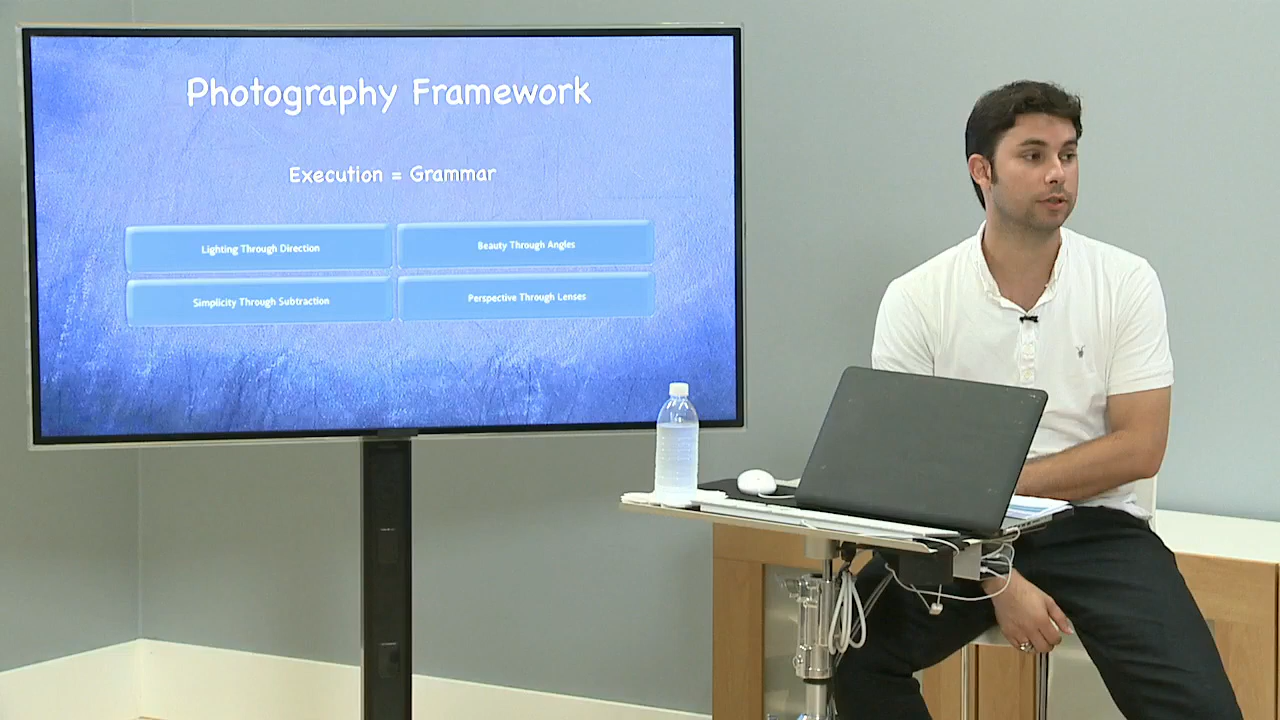 Photography Framework
Execution = Grammar
Lighting Through Direction
Beauty Through Angles
Simplicity Through Subtraction
Perspective Through Lenses